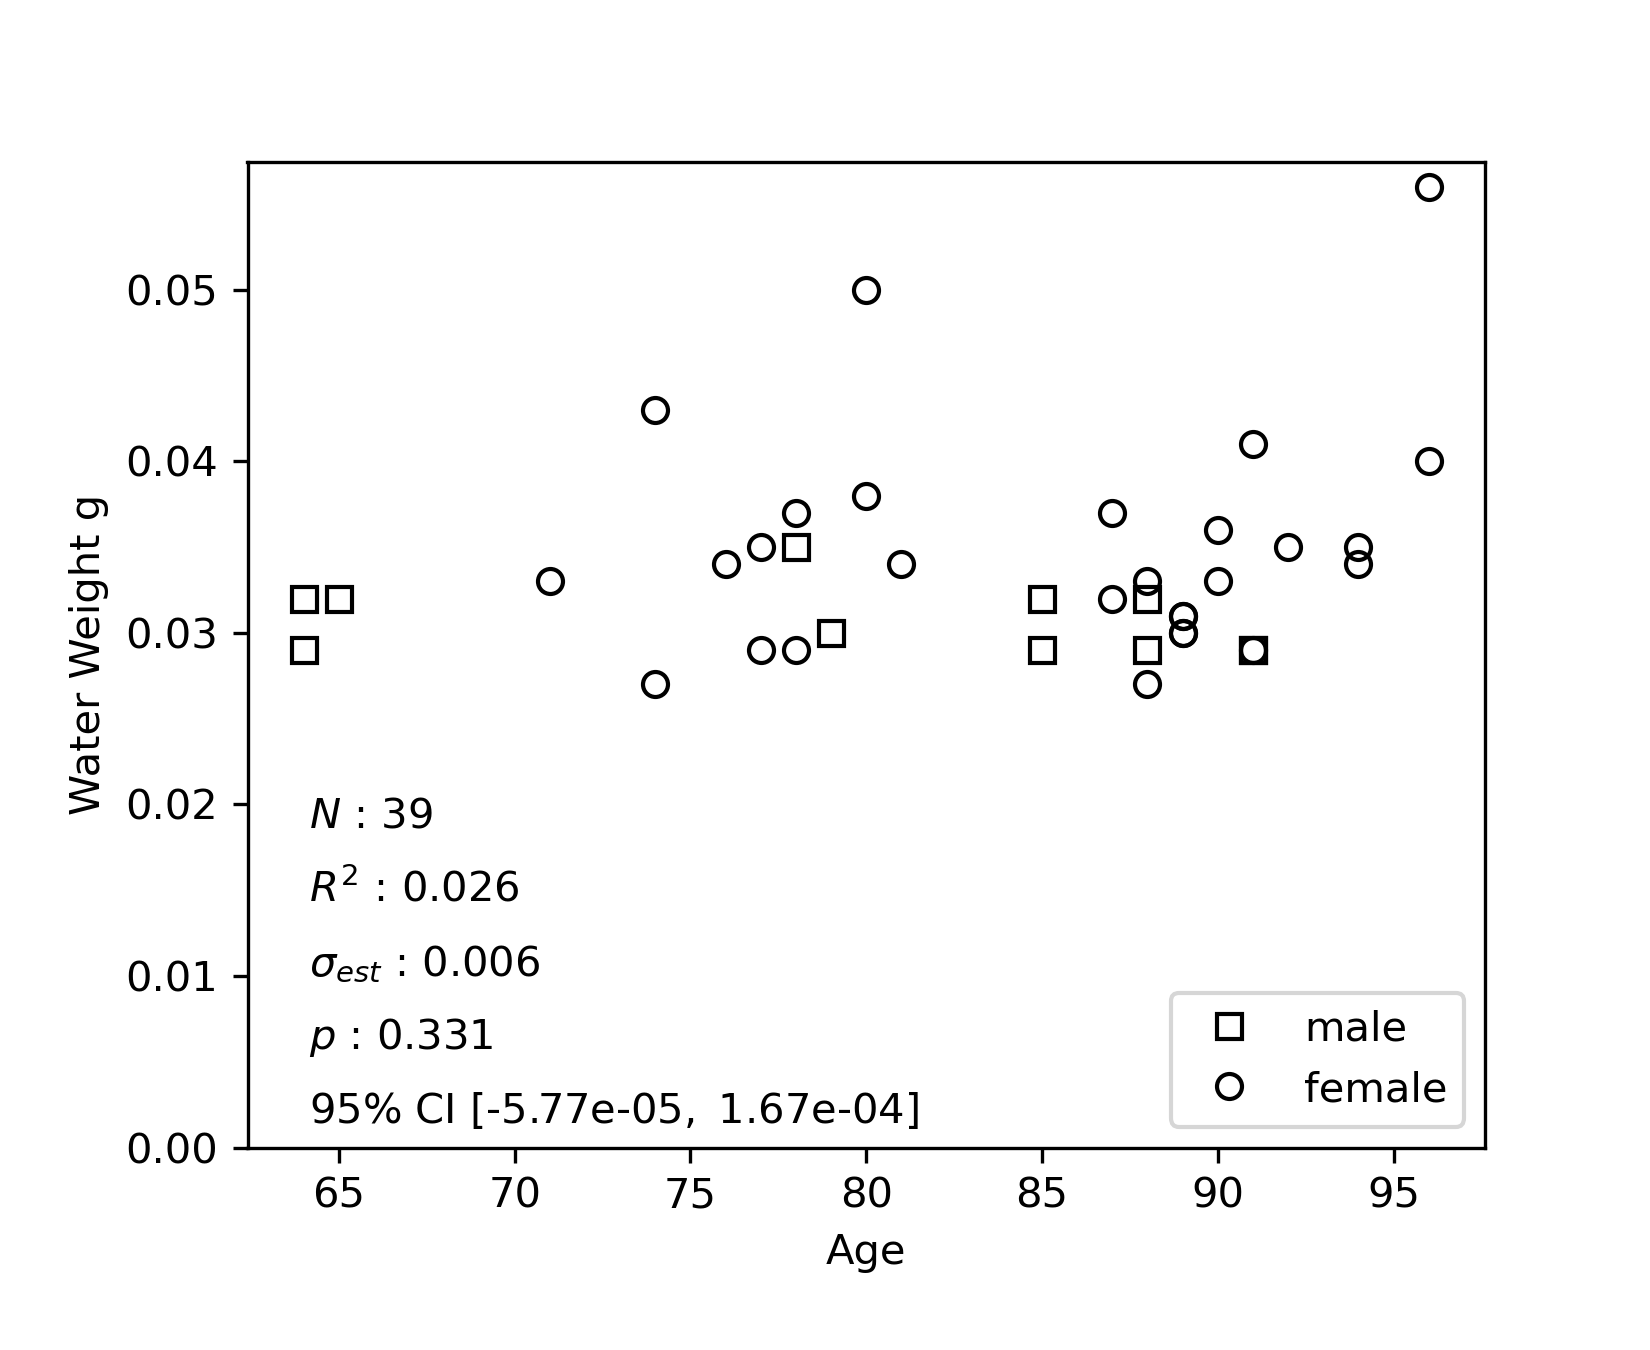 Water Weight g
0.05
0.04
0.03
0.02
0.01
0.00
N : 39
R² : 0.026
σest : 0.006
p : 0.331
95% CI [-5.77e-05, 1.67e-04]
male
female
65 70 75 80 85 90 95
Age